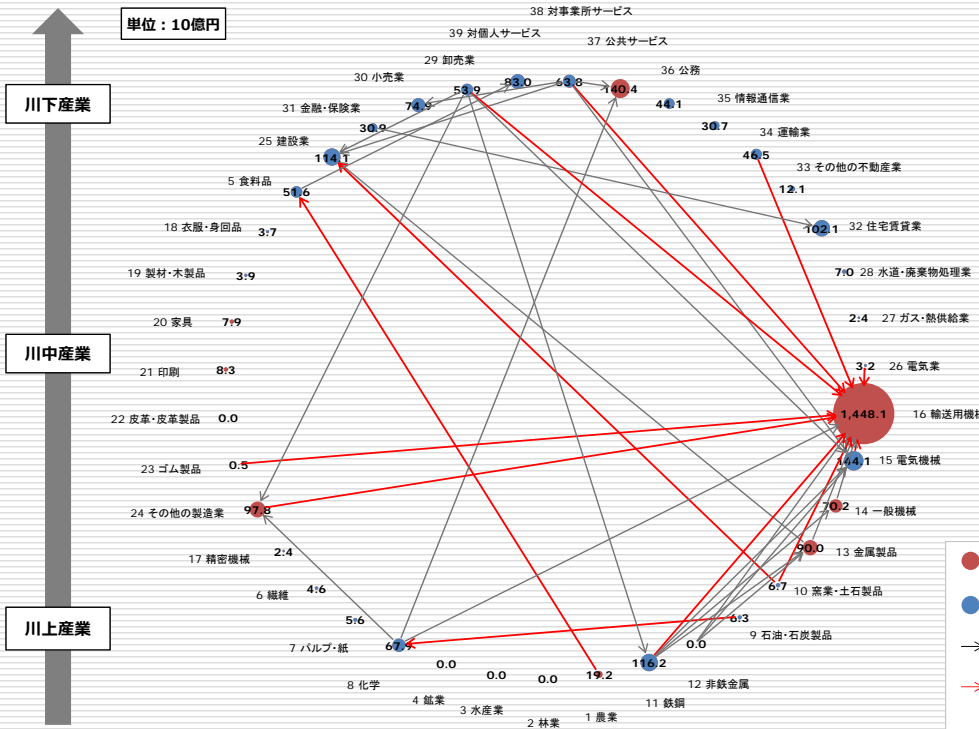 38 対事業所サービス
単位：10億円
39 対個人サービス
37 公共サービス
29 卸売業
30 小売業
36 公務
83.0
63.8
53.9
140.4
川下産業
31 金融・保険業
74.9
44.1
35 情報通信業
30.9
30.7
34 運輸業
25 建設業
114.1
46.5
33 その他の不動産業
5 食料品
51.6
12.1
18 衣服・身回品
3.7
102.1
32 住宅賃貸業
19 製材・木製品
3.9
7.0
28 水道・廃棄物処理業
20 家具
7.9
2.4
27 ガス・熱供給業
川中産業
21 印刷
8.3
3.2
26 電気業
22 皮革・皮革製品
0.0
1,448.1
16 輸送用機械
23 ゴム製品
0.5
144.1
15 電気機械
24 その他の製造業
97.8
70.2
14 一般機械
17 精密機械
2.4
90.0
13 金属製品
6 繊維
4.6
6.7
10 窯業・土石製品
川上産業
5.6
6.3
9 石油・石炭製品
7 パルプ・紙
67.9
0.0
8 化学
0.0
0.0
0.0
19.2
116.2
12 非鉄金属
4 鉱業
3 水産業
2 林業
1 農業
11 鉄鋼